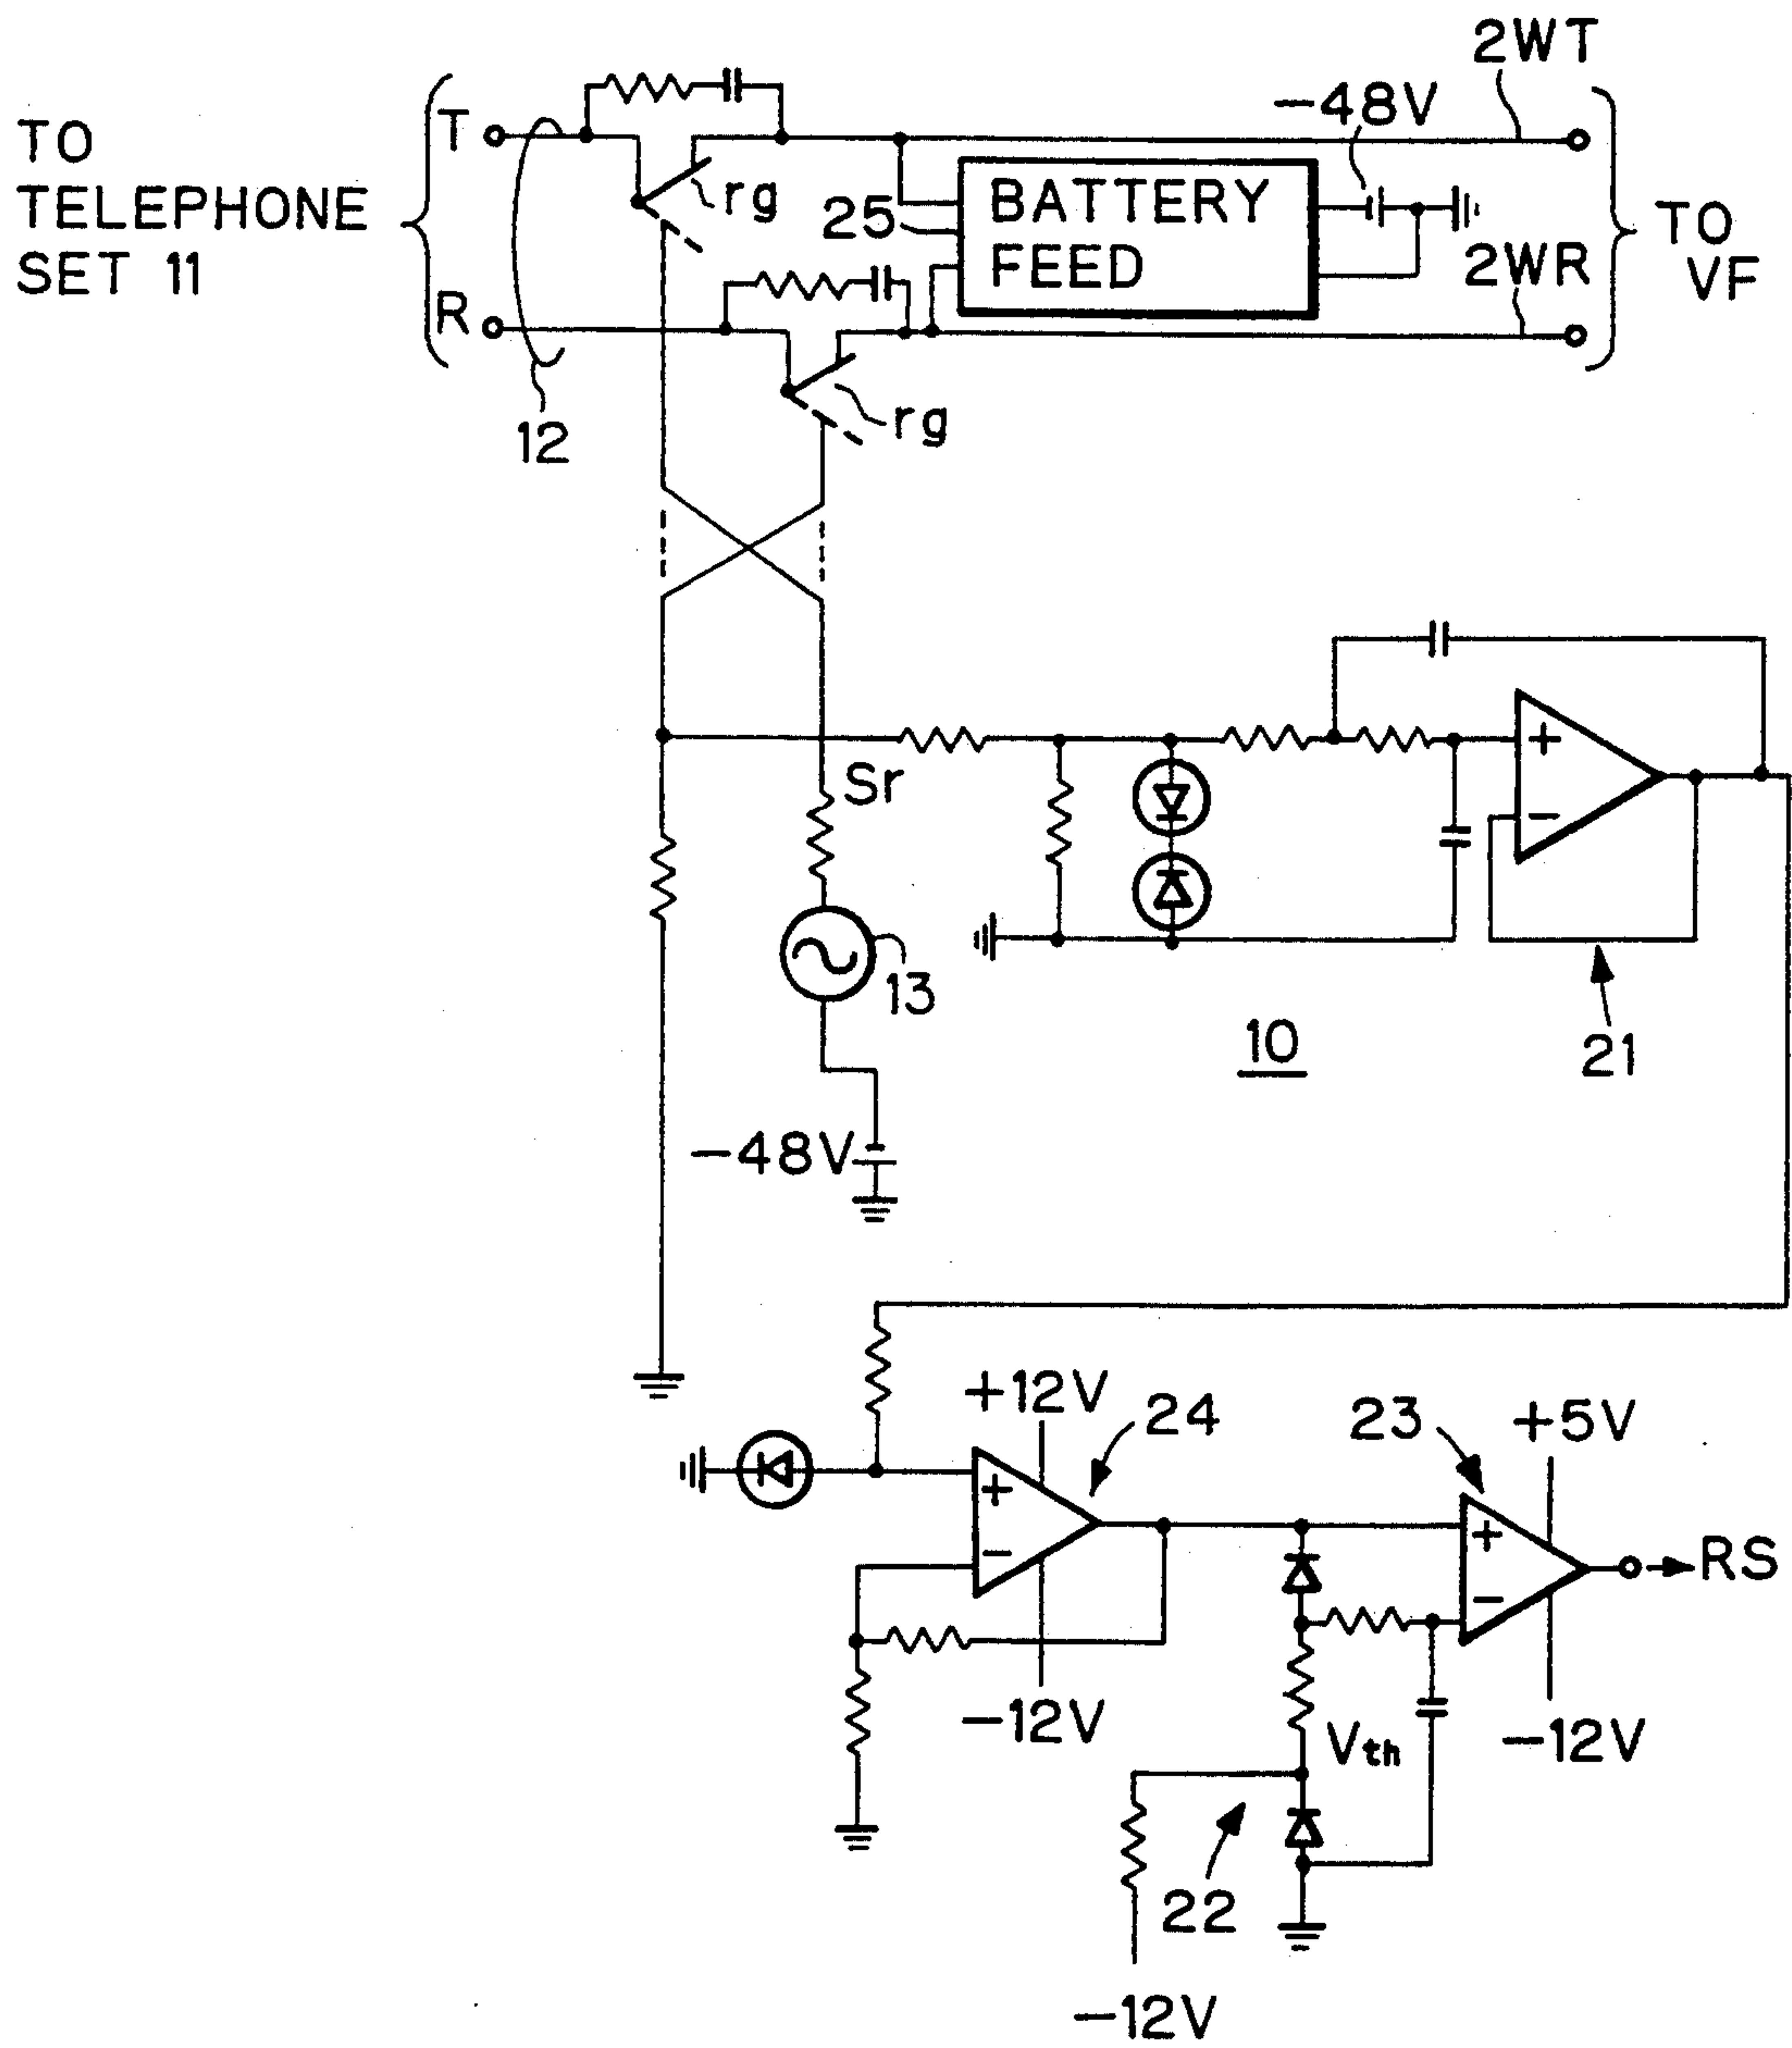 2WT
-48V
TO
TELEPHONE
SET 11
T
R
rg
25
BATTERY
FEED
2WR
TO
VF
12
rg
Sr
+
-
13
10
21
-48V
+12V
24
23
+5V
+
-
+
-
RS
-12V
Vth
-12V
22
-12V